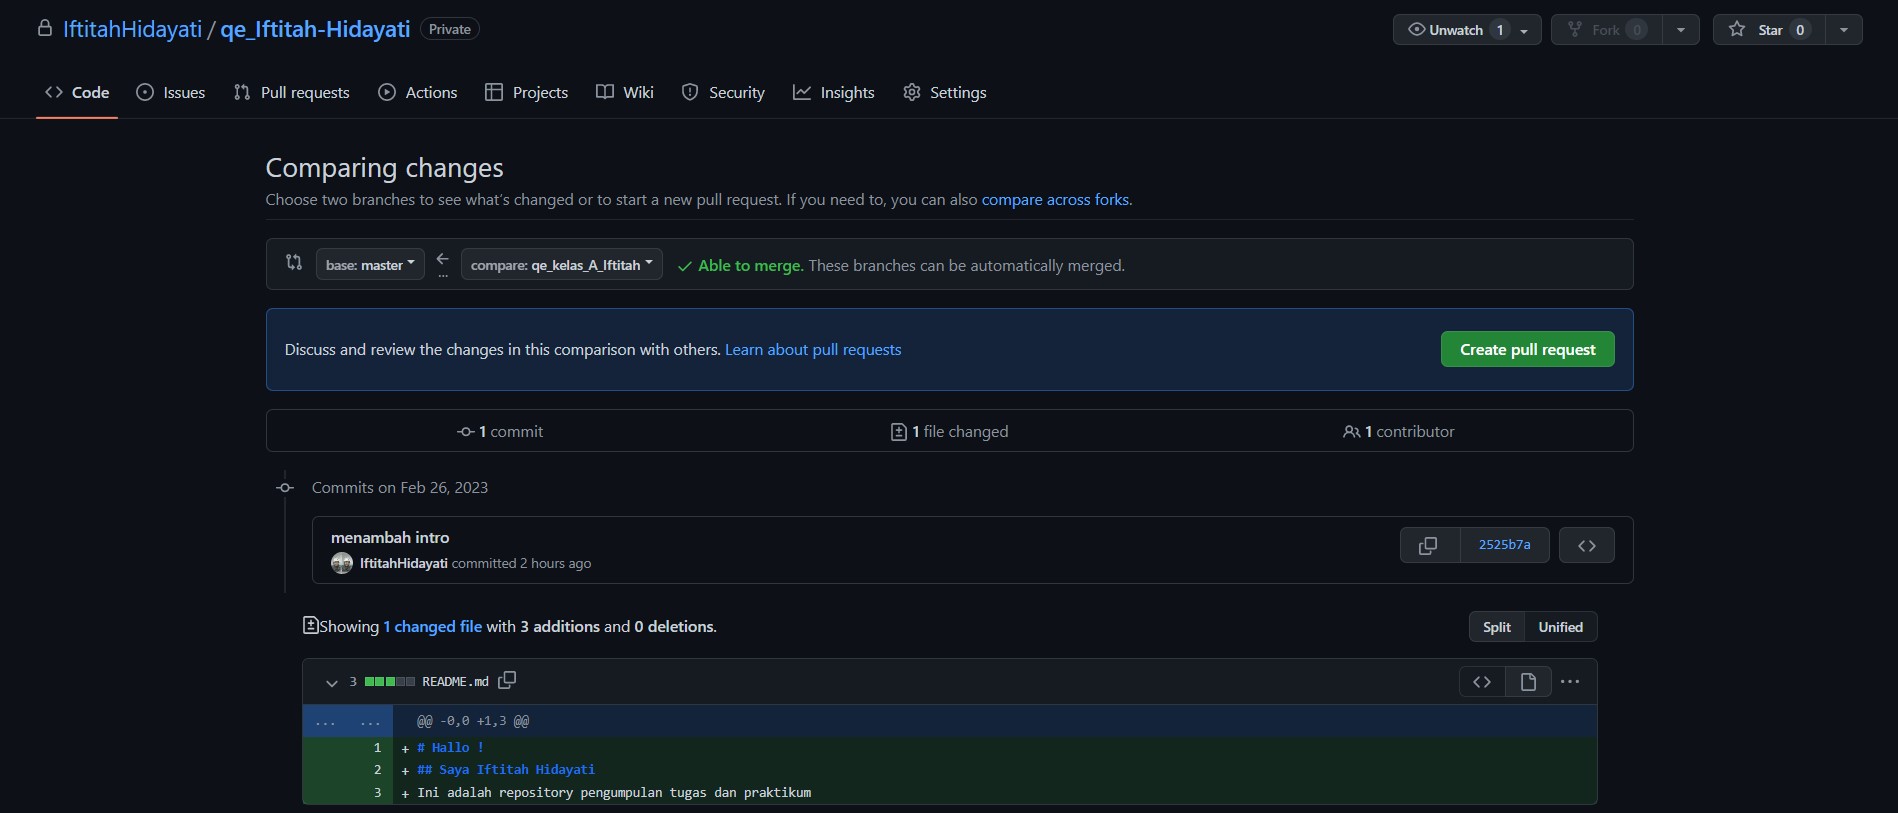 IftitahHidayati / qe_Iftitah-Hidayati Private
Unwatch 1 Fork 0 Star 0
Code Issues Pull requests Actions Projects Wiki Security Insights Settings
Comparing changes
Choose two branches to see what's changed or to start a new pull request. If you need to, you can also compare across forks.
base: master ... compare: qe_kelas_A_Iftitah Able to merge. These branches can be automatically merged.
Discuss and review the changes in this comparison with others. Learn about pull requests
Create pull request
1 commit 1 file changed 1 contributor
Commits on Feb 26, 2023
menambah intro
IftitahHidayati committed 2 hours ago
2525b7a
Showing 1 changed file with 3 additions and 0 deletions.
Split Unified
3 README.md
... ... @@ -0,0 +1,3 @@
1 + # Hallo !
2 + ## Saya Iftitah Hidayati
3 + Ini adalah repository pengumpulan tugas dan praktikum